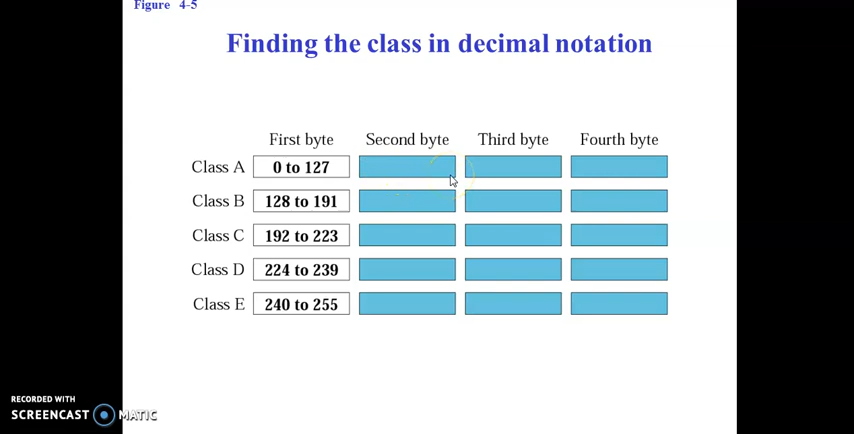 Figure 4-5
Finding the class in decimal notation
First byte Second byte Third byte Fourth byte
Class A 0 to 127
Class B 128 to 191
Class C 192 to 223
Class D 224 to 239
Class E 240 to 255
RECORDED WITH
SCREENCAST MATIC